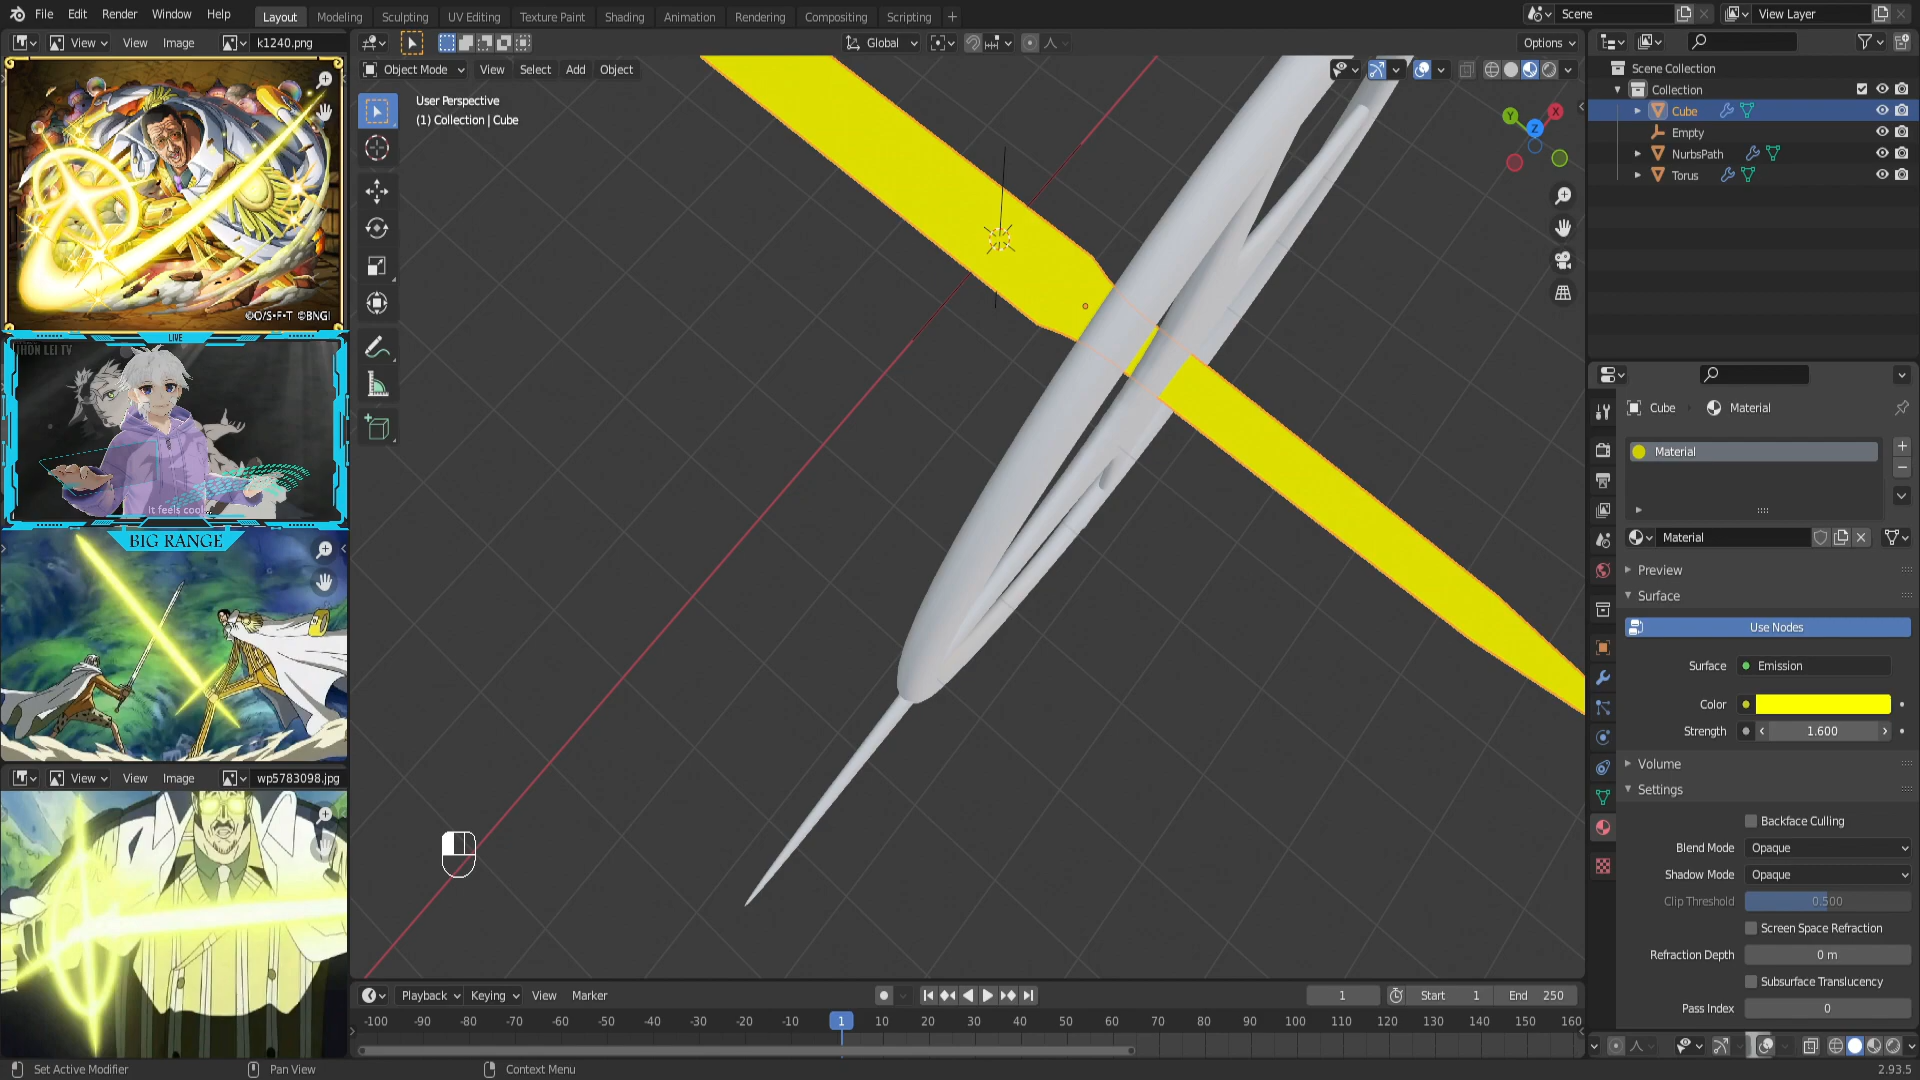 File Edit Render Window Help
Layout Modeling Sculpting UV Editing Texture Paint Shading Animation Rendering Compositing Scripting +
Scene
View Layer
View View Image k1240.png
Global
Options
Object Mode View Select Add Object
User Perspective
(1) Collection | Cube
Y X Z
©O/S・F・T ©BNGI
LIVE
THON LEI TV
It feels cool
BIG RANGE
View View Image wp5783098.jpg
Scene Collection
Collection
Cube
Empty
NurbsPath
Torus
Cube Material
Material
Material
Preview
Surface
Use Nodes
Surface Emission
Color
Strength 1.600
Volume
Settings
Backface Culling
Blend Mode Opaque
Shadow Mode Opaque
Clip Threshold 0.500
Screen Space Refraction
Refraction Depth 0 m
Subsurface Translucency
Pass Index 0
Playback Keying View Marker
1 Start 1 End 250
-100 -90 -80 -70 -60 -50 -40 -30 -20 -10 1 10 20 30 40 50 60 70 80 90 100 110 120 130 140 150 160
Set Active Modifier Pan View Context Menu 2.93.5